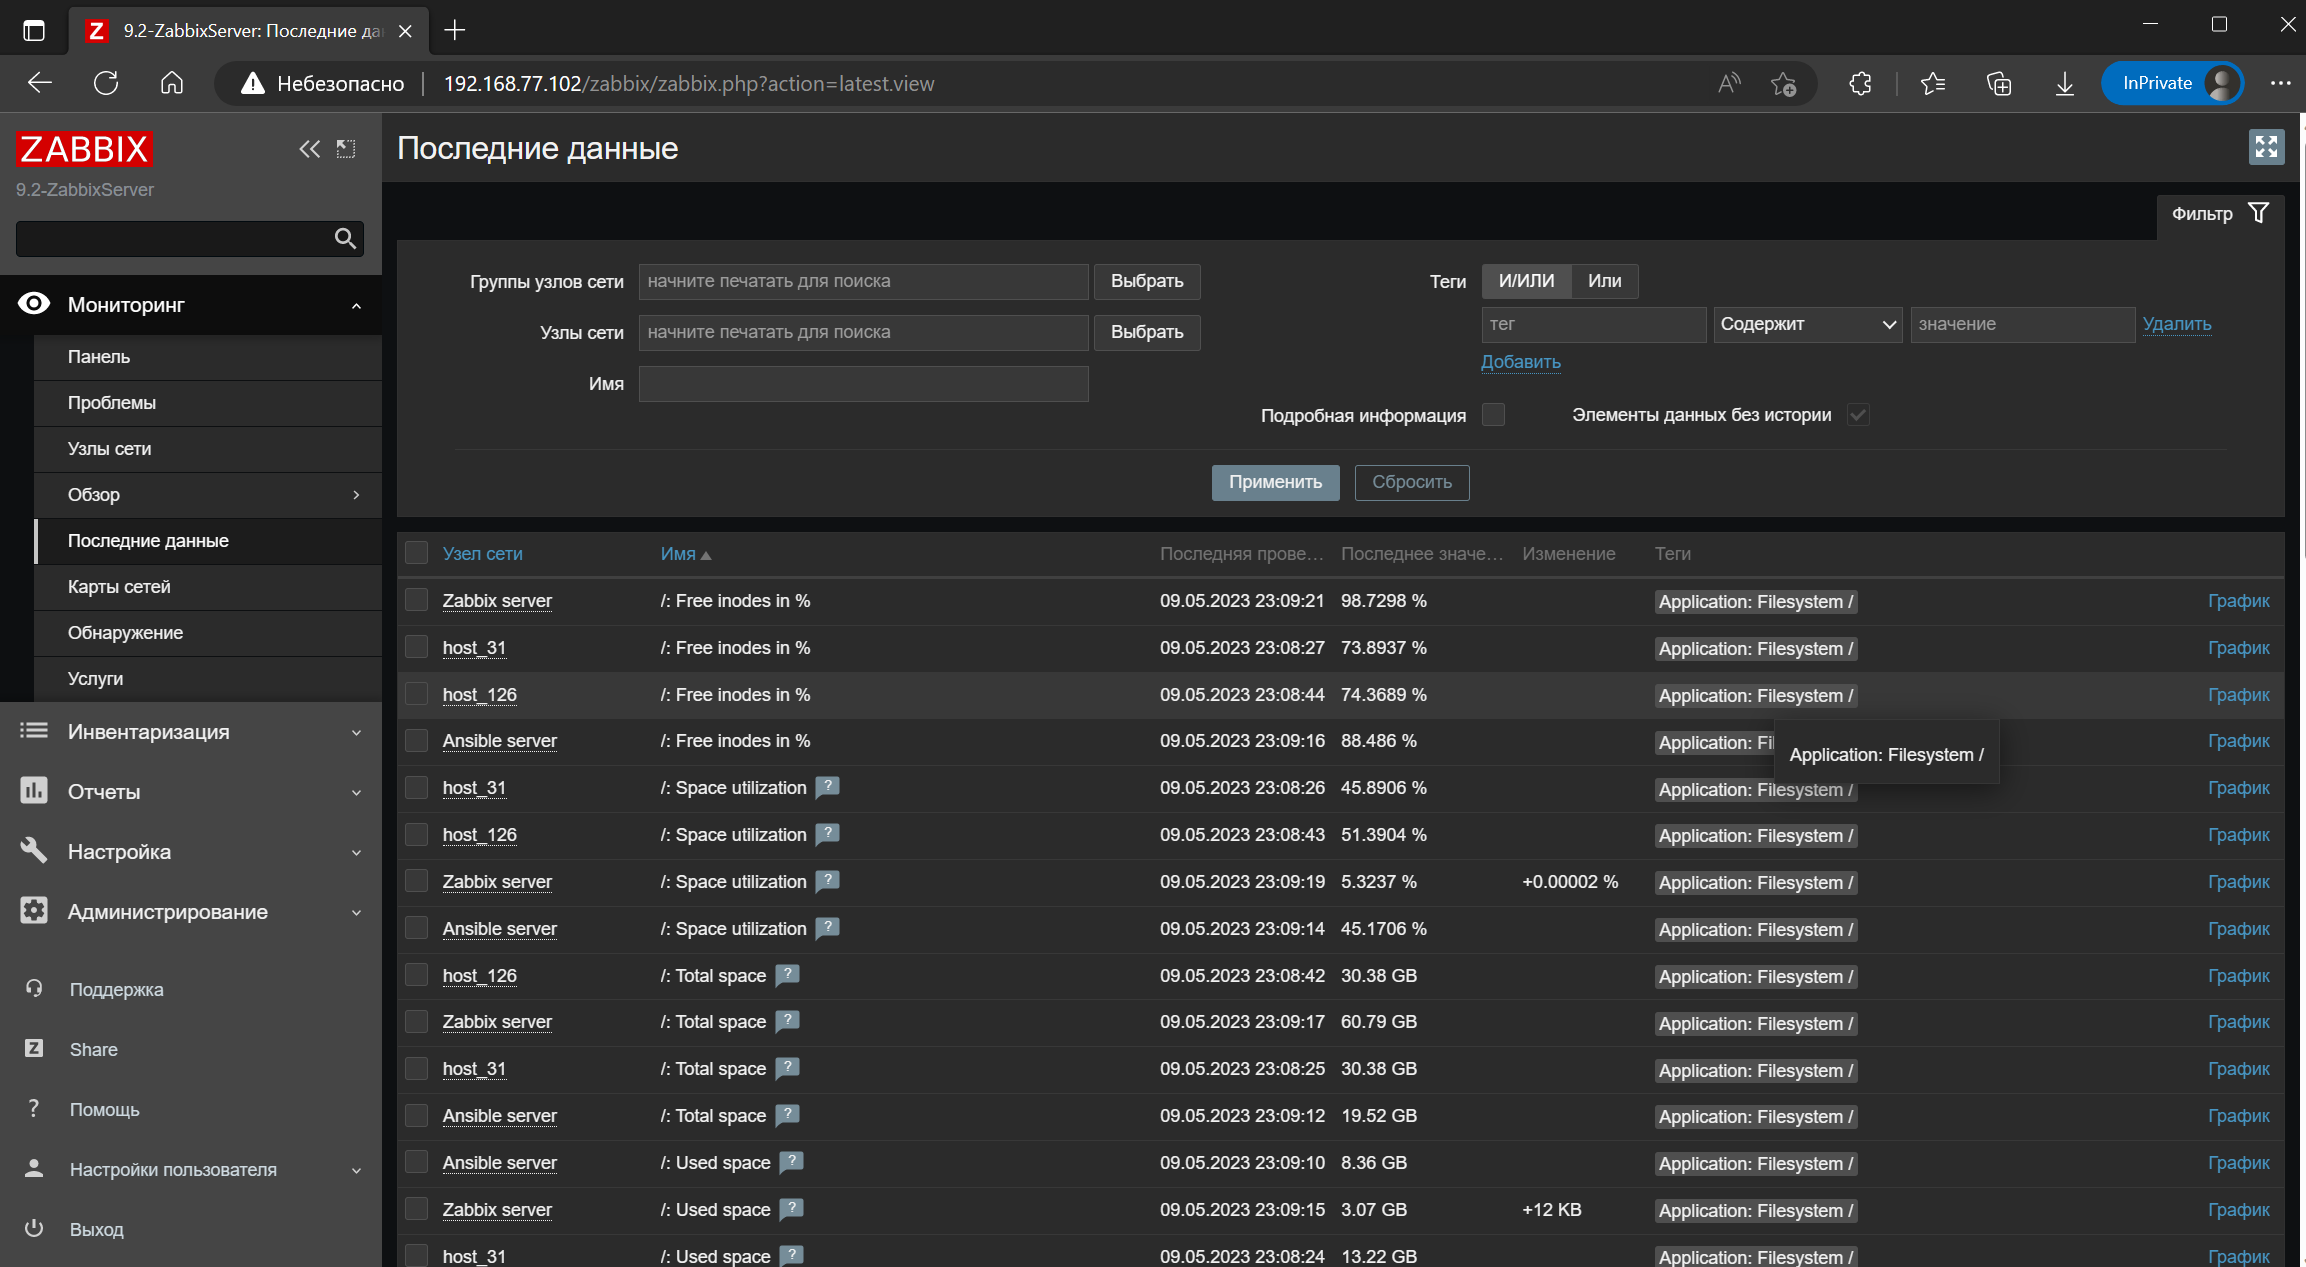 9.2-ZabbixServer: Последние да
Небезопасно
192.168.77.102/zabbix/zabbix.php?action=latest.view
InPrivate
ZABBIX
9.2-ZabbixServer
Мониторинг
Панель
Проблемы
Узлы сети
Обзор
Последние данные
Карты сетей
Обнаружение
Услуги
Инвентаризация
Отчеты
Настройка
Администрирование
Поддержка
Share
Помощь
Настройки пользователя
Выход
Последние данные
Фильтр
Группы узлов сети начните печатать для поиска Выбрать
Узлы сети начните печатать для поиска Выбрать
Имя
Теги И/ИЛИ Или
тег Содержит значение Удалить
Добавить
Подробная информация Элементы данных без истории
Применить Сбросить
Узел сети Имя Последняя прове... Последнее значе... Изменение Теги
Zabbix server /: Free inodes in % 09.05.2023 23:09:21 98.7298 % Application: Filesystem / График
host_31 /: Free inodes in % 09.05.2023 23:08:27 73.8937 % Application: Filesystem / График
host_126 /: Free inodes in % 09.05.2023 23:08:44 74.3689 % Application: Filesystem / График
Ansible server /: Free inodes in % 09.05.2023 23:09:16 88.486 % Application: Fi График
Application: Filesystem /
host_31 /: Space utilization ? 09.05.2023 23:08:26 45.8906 % Application: Filesystem / График
host_126 /: Space utilization ? 09.05.2023 23:08:43 51.3904 % Application: Filesystem / График
Zabbix server /: Space utilization ? 09.05.2023 23:09:19 5.3237 % +0.00002 % Application: Filesystem / График
Ansible server /: Space utilization ? 09.05.2023 23:09:14 45.1706 % Application: Filesystem / График
host_126 /: Total space ? 09.05.2023 23:08:42 30.38 GB Application: Filesystem / График
Zabbix server /: Total space ? 09.05.2023 23:09:17 60.79 GB Application: Filesystem / График
host_31 /: Total space ? 09.05.2023 23:08:25 30.38 GB Application: Filesystem / График
Ansible server /: Total space ? 09.05.2023 23:09:12 19.52 GB Application: Filesystem / График
Ansible server /: Used space ? 09.05.2023 23:09:10 8.36 GB Application: Filesystem / График
Zabbix server /: Used space ? 09.05.2023 23:09:15 3.07 GB +12 KB Application: Filesystem / График
host_31 /: Used space ? 09.05.2023 23:08:24 13.22 GB Application: Filesystem / График